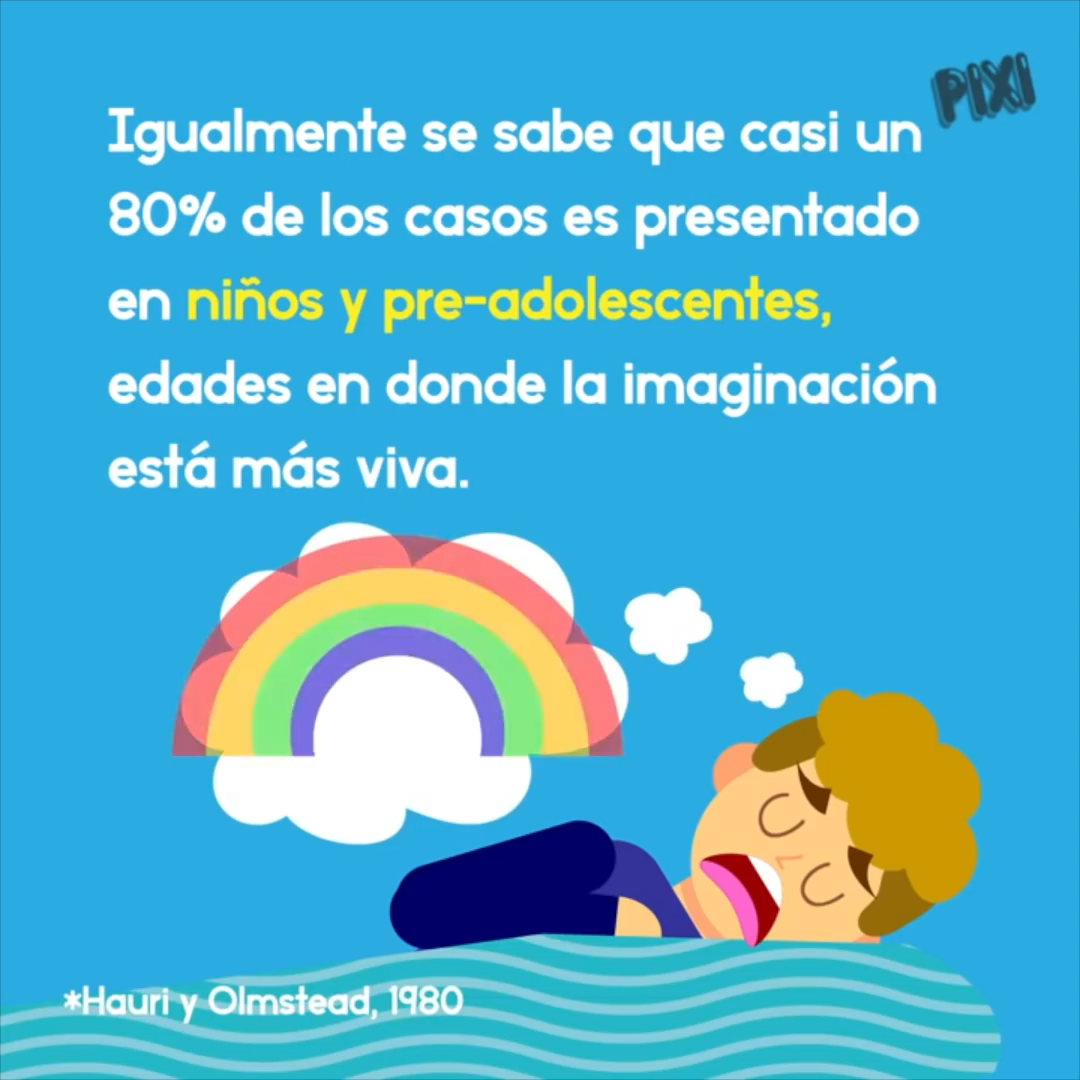 PIXI
Igualmente se sabe que casi un
80% de los casos es presentado
en niños y pre-adolescentes,
edades en donde la imaginación
está más viva.
*Hauri y Olmstead, 1980